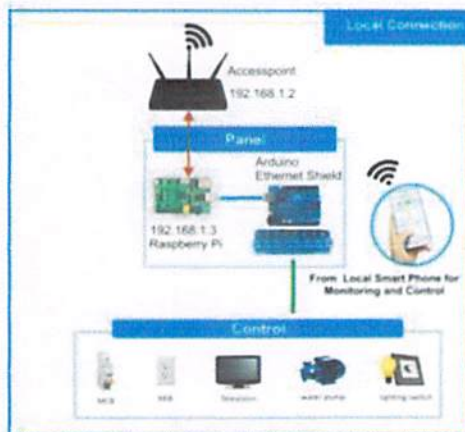 Local Connection
Accesspoint
192.168.1.2
Panel
Arduino
Ethernet Shield
192.168.1.3
Raspberry Pi
From Local Smart Phone for
Monitoring and Control
Control
MCB
Television
water pump
lighting switch